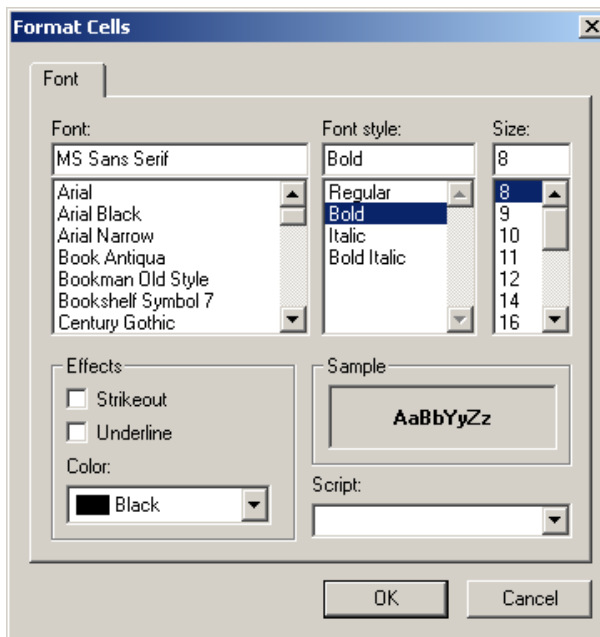 Format Cells
Font
Font:
Font style:
Size:
MS Sans Serif
Bold
8
Arial
Arial Black
Arial Narrow
Book Antiqua
Bookman Old Style
Bookshelf Symbol 7
Century Gothic
Regular
Bold
Italic
Bold Italic
8
9
10
11
12
14
16
Effects
Strikeout
Underline
Color:
Black
Sample
AaBbYyZz
Script:
OK
Cancel